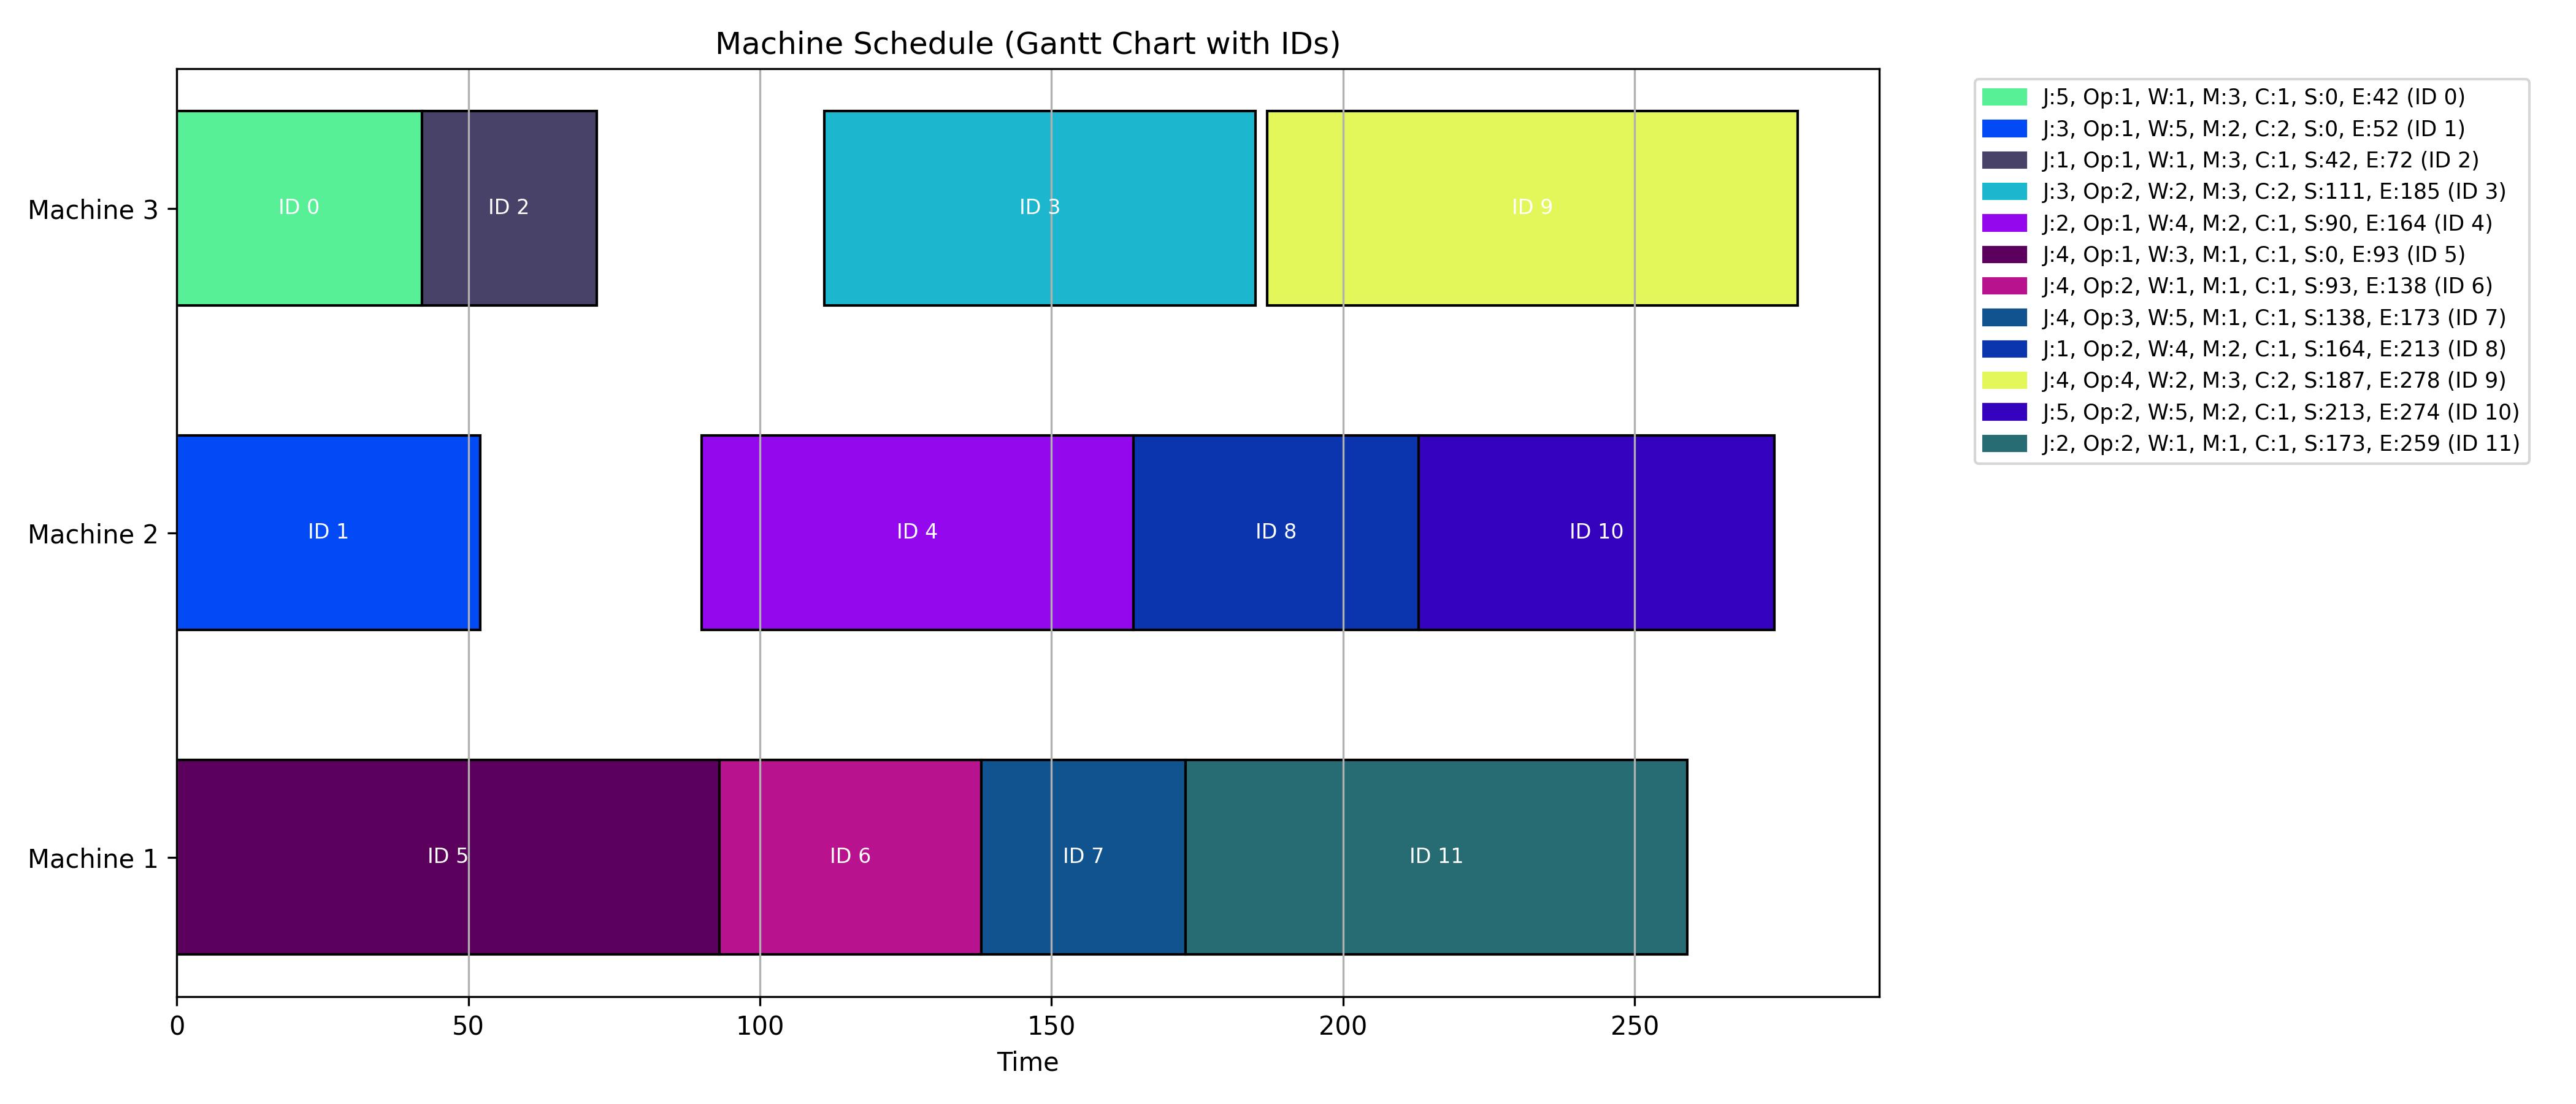 Machine Schedule (Gantt Chart with IDs)
Machine 3
ID 0
ID 2
ID 3
ID 9
Machine 2
ID 1
ID 4
ID 8
ID 10
Machine 1
ID 5
ID 6
ID 7
ID 11
0
50
100
150
200
250
Time
J:5, Op:1, W:1, M:3, C:1, S:0, E:42 (ID 0)
J:3, Op:1, W:5, M:2, C:2, S:0, E:52 (ID 1)
J:1, Op:1, W:1, M:3, C:1, S:42, E:72 (ID 2)
J:3, Op:2, W:2, M:3, C:2, S:111, E:185 (ID 3)
J:2, Op:1, W:4, M:2, C:1, S:90, E:164 (ID 4)
J:4, Op:1, W:3, M:1, C:1, S:0, E:93 (ID 5)
J:4, Op:2, W:1, M:1, C:1, S:93, E:138 (ID 6)
J:4, Op:3, W:5, M:1, C:1, S:138, E:173 (ID 7)
J:1, Op:2, W:4, M:2, C:1, S:164, E:213 (ID 8)
J:4, Op:4, W:2, M:3, C:2, S:187, E:278 (ID 9)
J:5, Op:2, W:5, M:2, C:1, S:213, E:274 (ID 10)
J:2, Op:2, W:1, M:1, C:1, S:173, E:259 (ID 11)